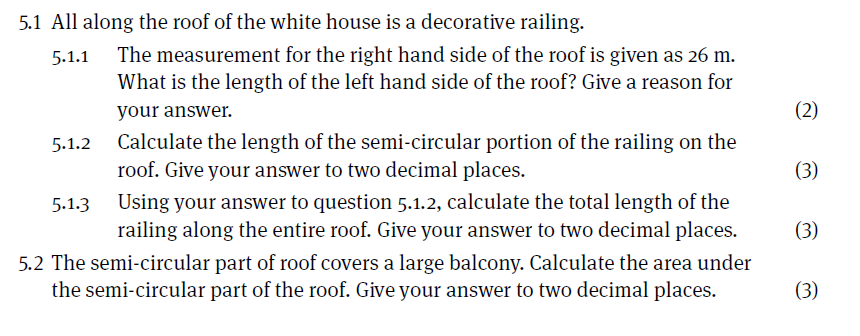 5.1 All along the roof of the white house is a decorative railing.
5.1.1 The measurement for the right hand side of the roof is given as 26 m.
What is the length of the left hand side of the roof? Give a reason for
your answer. (2)
5.1.2 Calculate the length of the semi-circular portion of the railing on the
roof. Give your answer to two decimal places. (3)
5.1.3 Using your answer to question 5.1.2, calculate the total length of the
railing along the entire roof. Give your answer to two decimal places. (3)
5.2 The semi-circular part of roof covers a large balcony. Calculate the area under
the semi-circular part of the roof. Give your answer to two decimal places. (3)